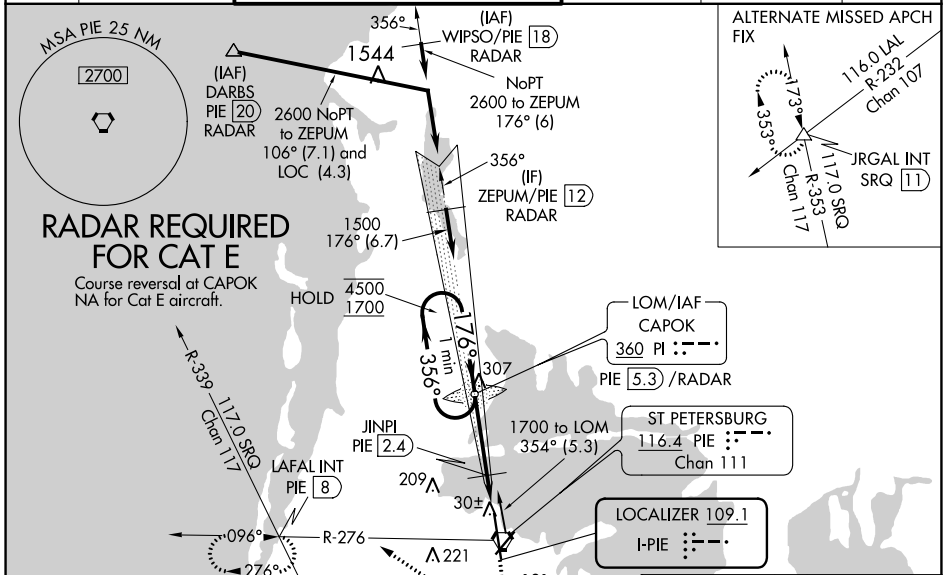 MSA PIE 25 NM
2700
(IAF)
DARBS
PIE 20
RADAR
1544
2600 NoPT
to ZEPUM
106° (7.1) and
LOC (4.3)
356°
(IAF)
WIPSO/PIE 18
RADAR
NoPT
2600 to ZEPUM
176° (6)
ALTERNATE MISSED APCH
FIX
116.0 LAL
R-232
Chan 107
173°
353°
JRGAL INT
SRQ 11
117.0 SRQ
R-353
Chan 117
356°
(IF)
ZEPUM/PIE 12
RADAR
RADAR REQUIRED
FOR CAT E
Course reversal at CAPOK
NA for Cat E aircraft.
1500
176° (6.7)
HOLD 4500
1700
176°
1 min
356°
307
LOM/IAF
CAPOK
360 PI
PIE 5.3 /RADAR
R-339
117.0 SRQ
Chan 117
JINPI
PIE 2.4
1700 to LOM
354° (5.3)
ST PETERSBURG
116.4 PIE
Chan 111
LAFAL INT
PIE 8
209
30±
LOCALIZER 109.1
I-PIE
096°
R-276
276°
221